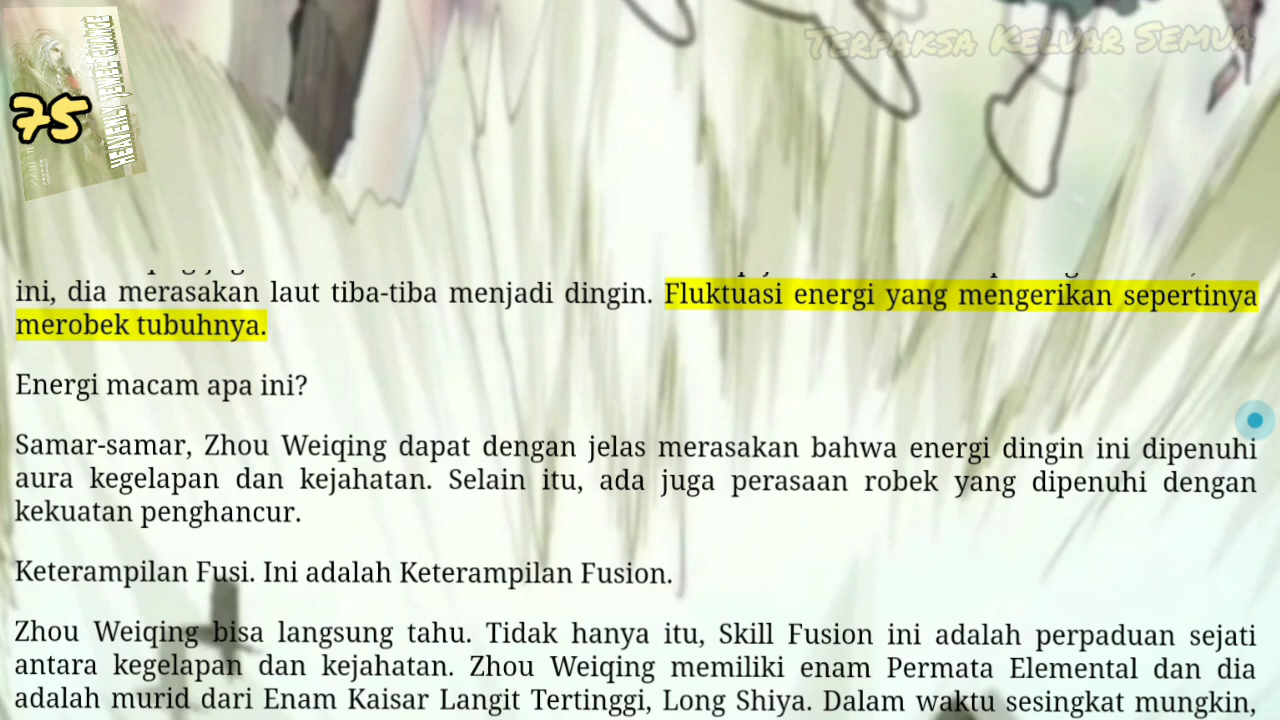 Terpaksa Keluar Semua
75
HEAVENLY JEWEL CHANGE
ini, dia merasakan laut tiba-tiba menjadi dingin. Fluktuasi energi yang mengerikan sepertinya
merobek tubuhnya.
Energi macam apa ini?
Samar-samar, Zhou Weiqing dapat dengan jelas merasakan bahwa energi dingin ini dipenuhi
aura kegelapan dan kejahatan. Selain itu, ada juga perasaan robek yang dipenuhi dengan
kekuatan penghancur.
Keterampilan Fusi. Ini adalah Keterampilan Fusion.
Zhou Weiqing bisa langsung tahu. Tidak hanya itu, Skill Fusion ini adalah perpaduan sejati
antara kegelapan dan kejahatan. Zhou Weiqing memiliki enam Permata Elemental dan dia
adalah murid dari Enam Kaisar Langit Tertinggi, Long Shiya. Dalam waktu sesingkat mungkin,